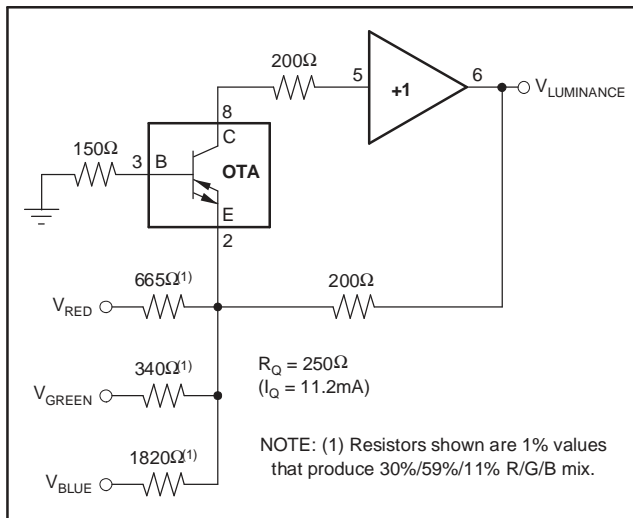 200Ω
5
+1
6
V_LUMINANCE
8
C
150Ω
3
B
OTA
E
2
665Ω(1)
200Ω
V_RED
R_Q = 250Ω
(I_Q = 11.2mA)
340Ω(1)
V_GREEN
NOTE: (1) Resistors shown are 1% values
that produce 30%/59%/11% R/G/B mix.
1820Ω(1)
V_BLUE